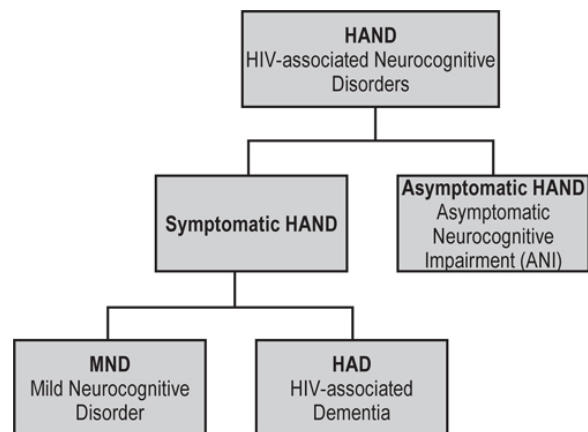 HAND
HIV-associated Neurocognitive
Disorders
Symptomatic HAND
Asymptomatic HAND
Asymptomatic
Neurocognitive
Impairment (ANI)
MND
Mild Neurocognitive
Disorder
HAD
HIV-associated
Dementia